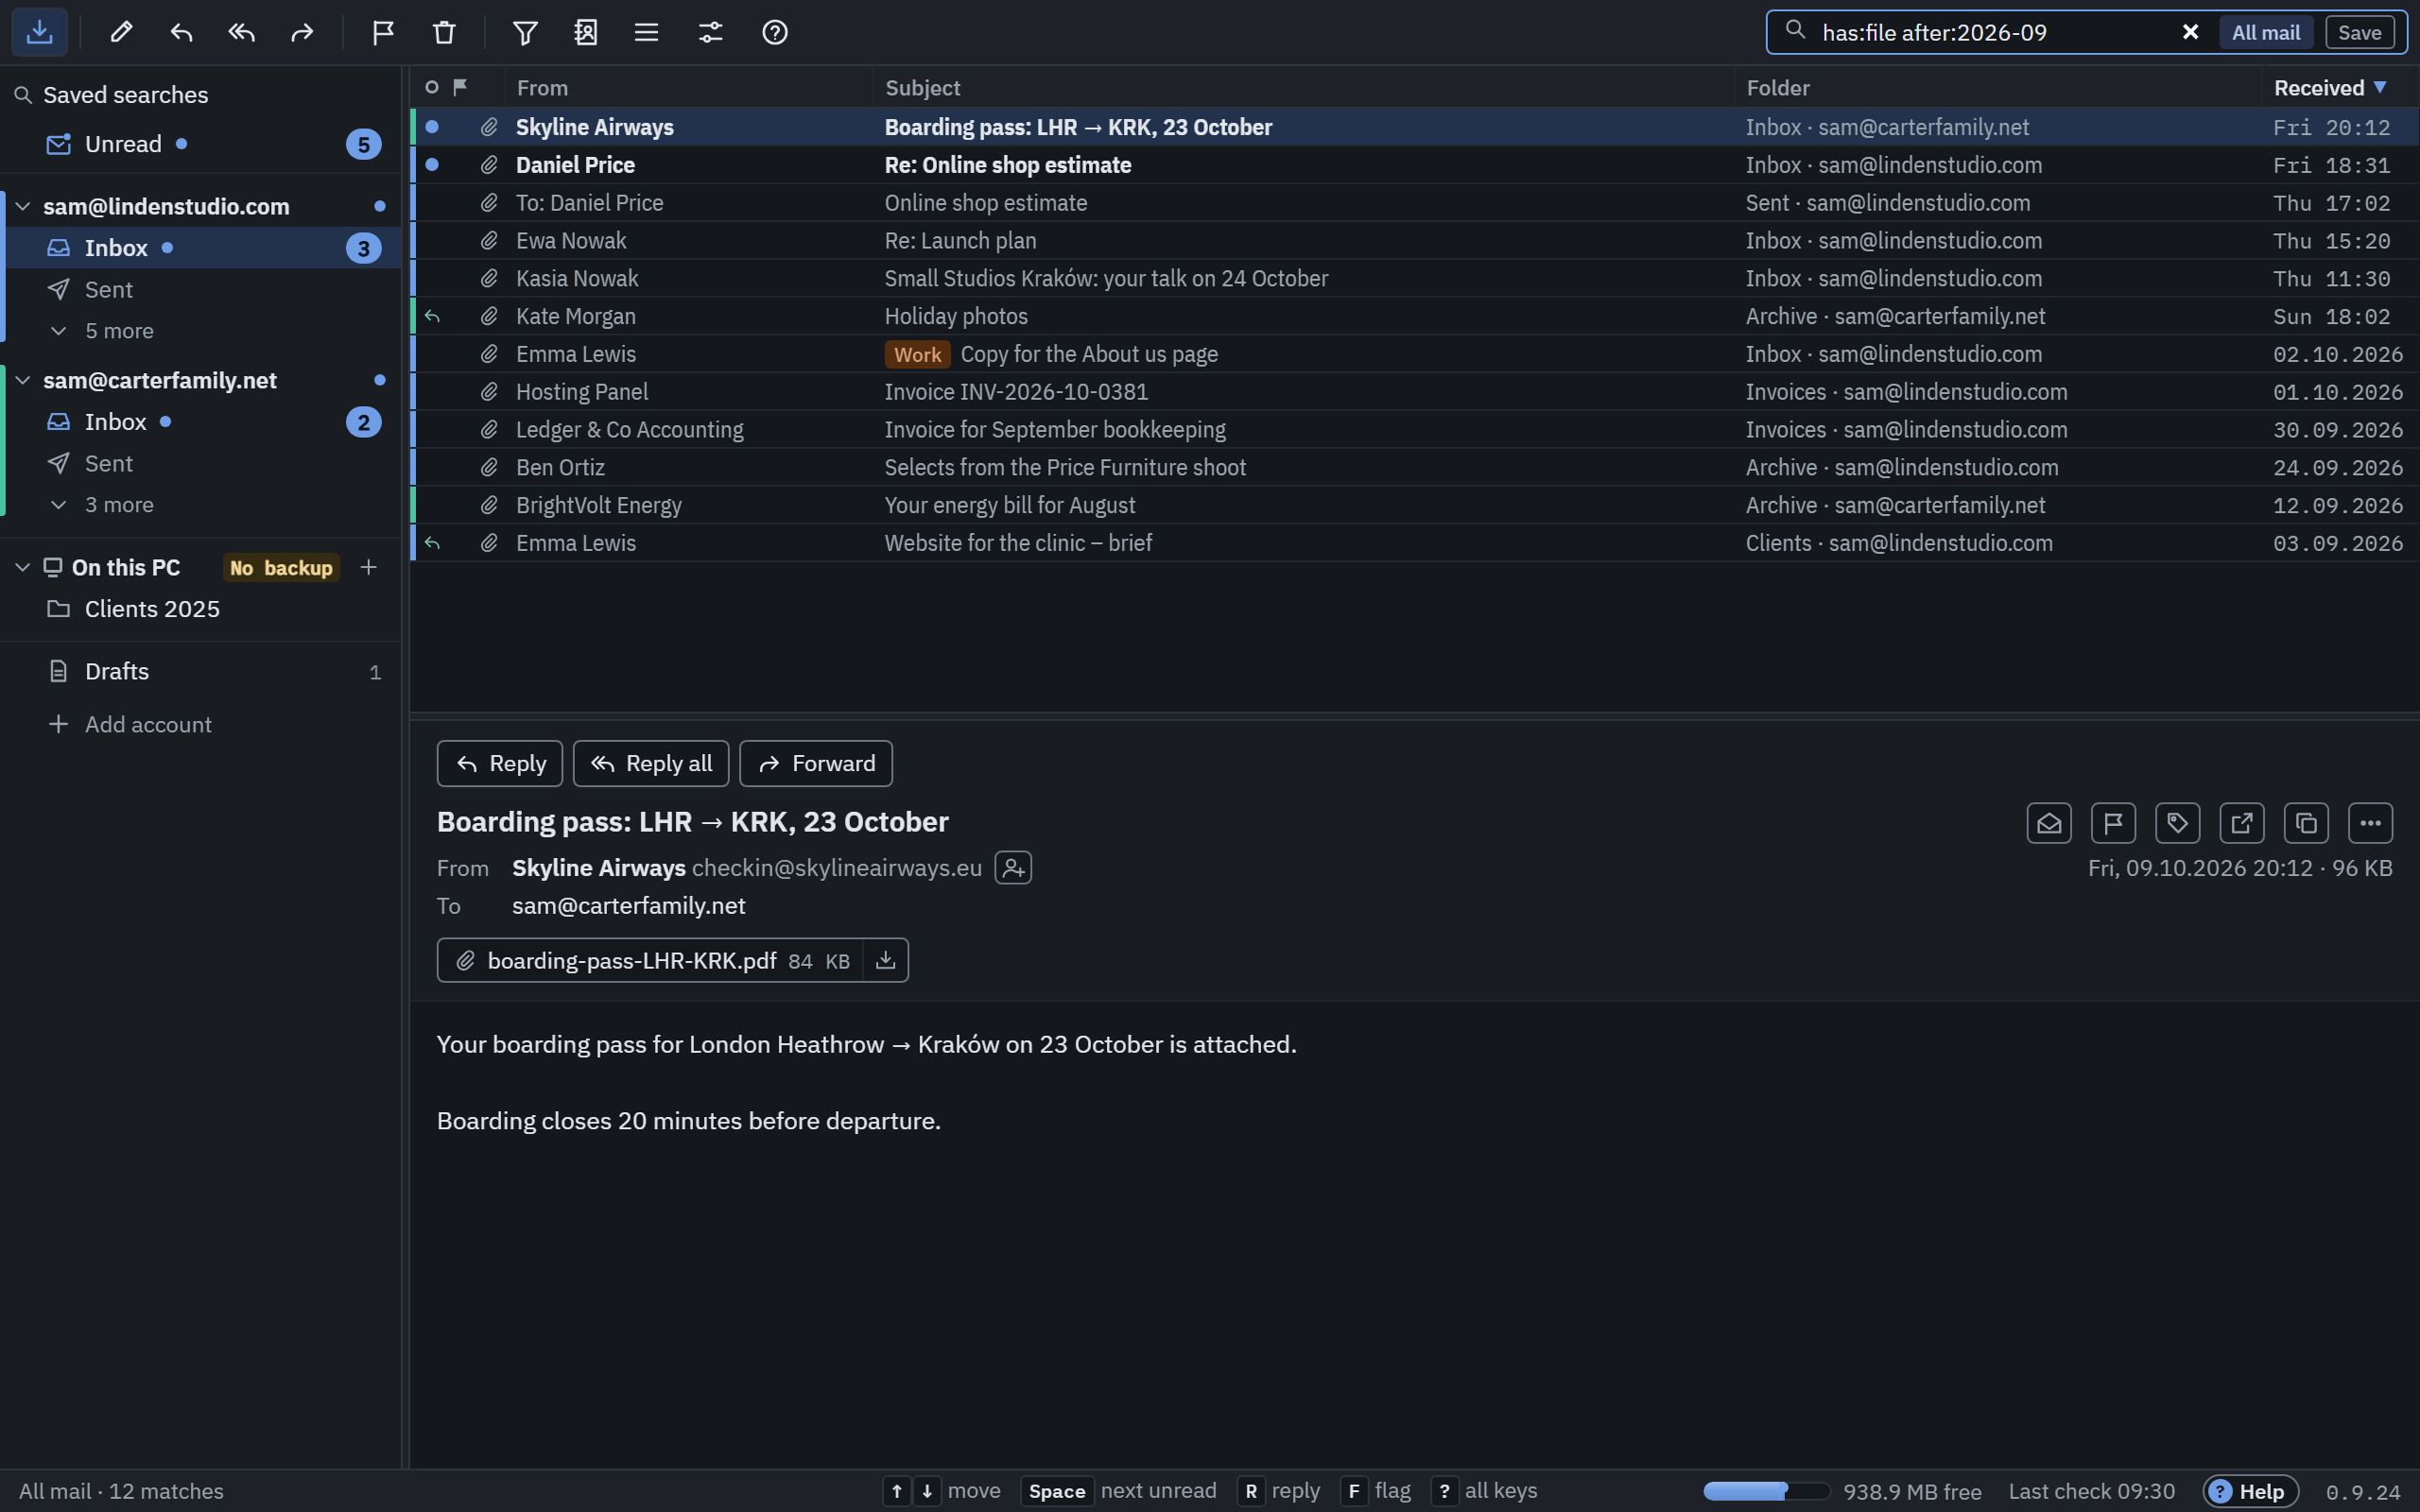 has:file after:2026-09 All mail Save
Saved searches
Unread 5
sam@lindenstudio.com
Inbox 3
Sent
5 more
sam@carterfamily.net
Inbox 2
Sent
3 more
On this PC No backup
Clients 2025
Drafts 1
Add account
From Subject Folder Received
Skyline Airways Boarding pass: LHR → KRK, 23 October Inbox · sam@carterfamily.net Fri 20:12
Daniel Price Re: Online shop estimate Inbox · sam@lindenstudio.com Fri 18:31
To: Daniel Price Online shop estimate Sent · sam@lindenstudio.com Thu 17:02
Ewa Nowak Re: Launch plan Inbox · sam@lindenstudio.com Thu 15:20
Kasia Nowak Small Studios Kraków: your talk on 24 October Inbox · sam@lindenstudio.com Thu 11:30
Kate Morgan Holiday photos Archive · sam@carterfamily.net Sun 18:02
Emma Lewis Work Copy for the About us page Inbox · sam@lindenstudio.com 02.10.2026
Hosting Panel Invoice INV-2026-10-0381 Invoices · sam@lindenstudio.com 01.10.2026
Ledger & Co Accounting Invoice for September bookkeeping Invoices · sam@lindenstudio.com 30.09.2026
Ben Ortiz Selects from the Price Furniture shoot Archive · sam@lindenstudio.com 24.09.2026
BrightVolt Energy Your energy bill for August Archive · sam@carterfamily.net 12.09.2026
Emma Lewis Website for the clinic – brief Clients · sam@lindenstudio.com 03.09.2026
Reply Reply all Forward
Boarding pass: LHR → KRK, 23 October
From Skyline Airways checkin@skylineairways.eu Fri, 09.10.2026 20:12 · 96 KB
To sam@carterfamily.net
boarding-pass-LHR-KRK.pdf 84 KB
Your boarding pass for London Heathrow → Kraków on 23 October is attached.
Boarding closes 20 minutes before departure.
All mail · 12 matches ↑ ↓ move Space next unread R reply F flag ? all keys 938.9 MB free Last check 09:30 ? Help 0.9.24